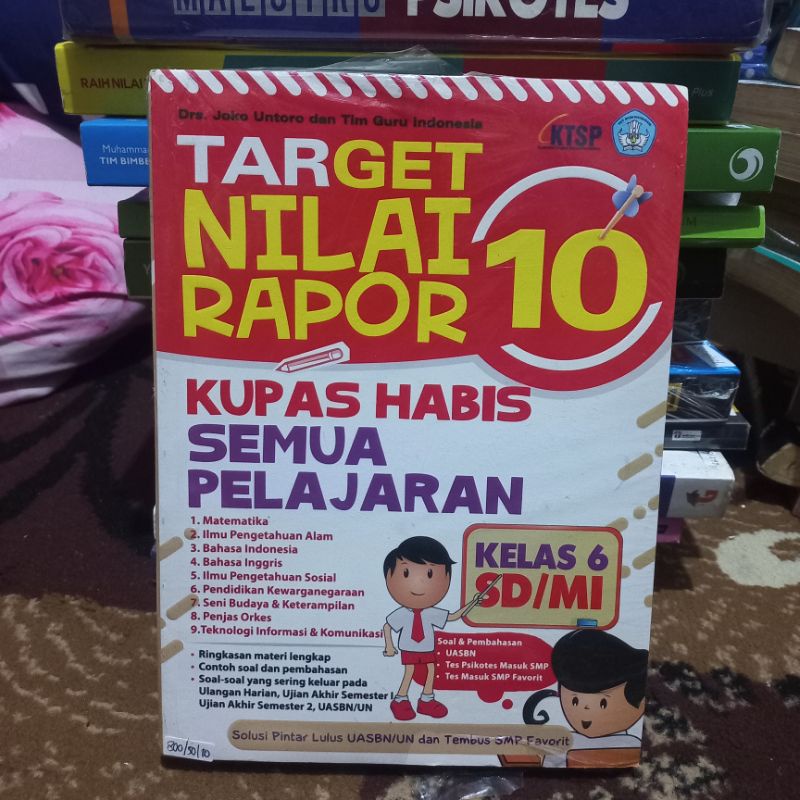 MAESTRO PSIKOTES
RAIH NILAI
Plus
Muhammad
TIM BIMBE
Drs. Joko Untoro dan Tim Guru Indonesia
KTSP
TARGET
NILAI
RAPOR
10
KUPAS HABIS
SEMUA
PELAJARAN
1. Matematika
2. Ilmu Pengetahuan Alam
3. Bahasa Indonesia
4. Bahasa Inggris
5. Ilmu Pengetahuan Sosial
6. Pendidikan Kewarganegaraan
7. Seni Budaya & Keterampilan
8. Penjas Orkes
9.Teknologi Informasi & Komunikasi
KELAS 6
SD/MI
• Ringkasan materi lengkap
• Contoh soal dan pembahasan
• Soal-soal yang sering keluar pada
Ulangan Harian, Ujian Akhir Semester I
Ujian Akhir Semester 2, UASBN/UN
Soal & Pembahasan
• UASBN
• Tes Psikotes Masuk SMP
• Tes Masuk SMP Favorit
Solusi Pintar Lulus UASBN/UN dan Tembus SMP Favorit
800/50/10